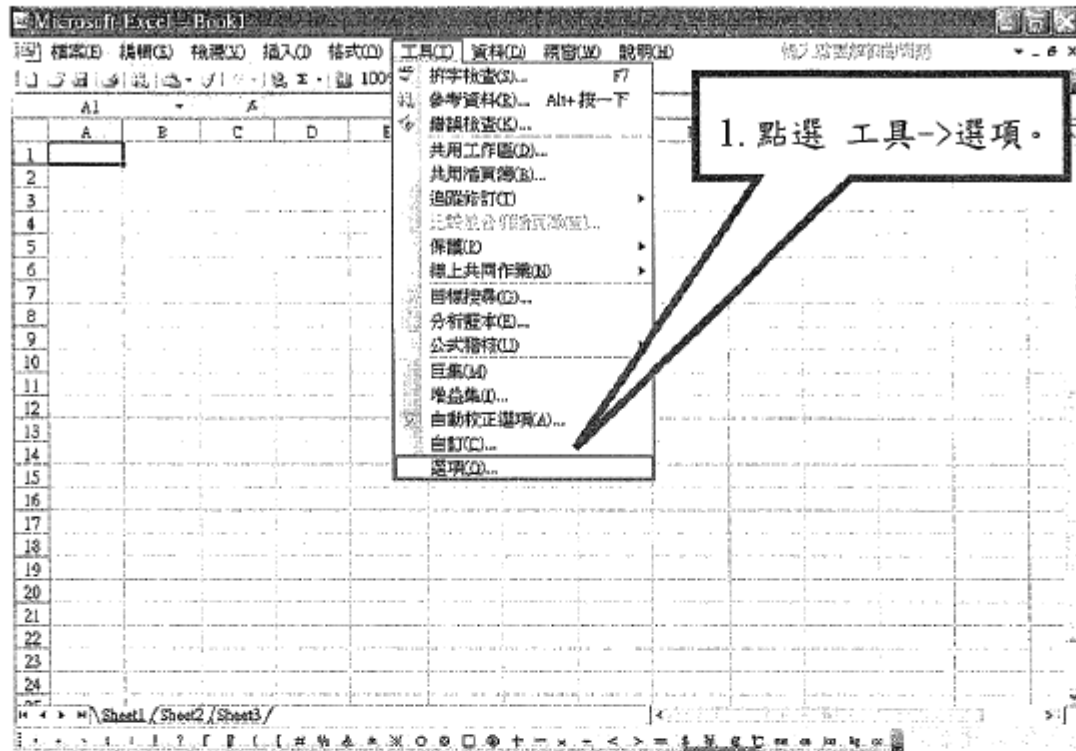 Microsoft Excel - Book1
檔案(F) 編輯(E) 檢視(V) 插入(I) 格式(O) 工具(T) 資料(D) 視窗(W) 說明(H)
100%
A1
A B C D E
1. 點選 工具->選項。
拼字檢查(S)... F7
參考資料(R)... Alt+按一下
錯誤檢查(K)...
共用工作區(D)...
共用活頁簿(B)...
追蹤修訂(T)
保護(P)
線上共同作業(N)
目標搜尋(G)...
分析藍本(E)...
公式稽核(U)
巨集(M)
增益集(I)...
自動校正選項(A)...
自訂(C)...
選項(O)...
1
2
3
4
5
6
7
8
9
10
11
12
13
14
15
16
17
18
19
20
21
22
23
24
Sheet1 / Sheet2 / Sheet3 /